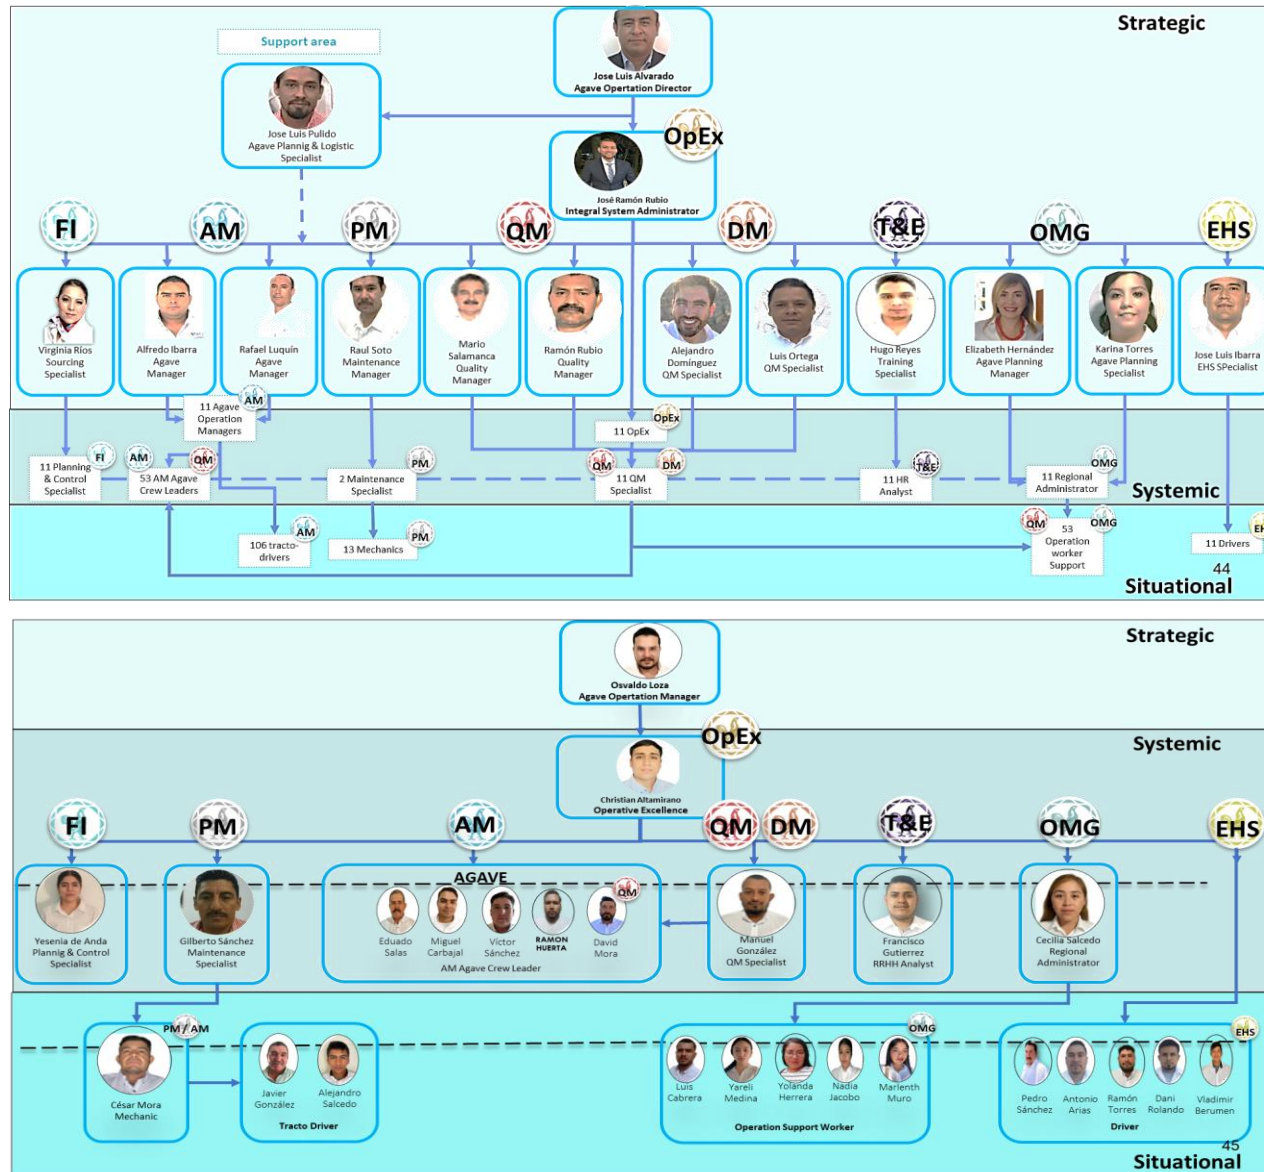 Strategic
Support area
Jose Luis Alvarado
Agave Opertation Director
Jose Luis Pulido
Agave Plannig & Logistic
Specialist
OpEx
José Ramón Rubio
Integral System Administrator
FI
AM
PM
QM
DM
T&E
OMG
EHS
Virginia Ríos
Sourcing
Specialist
Alfredo Ibarra
Agave
Manager
Rafael Luquín
Agave
Manager
Raul Soto
Maintenance
Manager
Mario
Salamanca
Quality
Manager
Ramón Rubio
Quality
Manager
Alejandro
Domínguez
QM Specialist
Luis Ortega
QM Specialist
Hugo Reyes
Training
Specialist
Elizabeth Hernández
Agave Planning
Manager
Karina Torres
Agave Planning
Specialist
Jose Luis Ibarra
EHS SPecialist
AM
11 Agave
Operation
Managers
OpEx
11 OpEx
FI
11 Planning
& Control
Specialist
AM
QM
53 AM Agave
Crew Leaders
PM
2 Maintenance
Specialist
QM
DM
11 QM
Specialist
T&E
11 HR
Analyst
OMG
11 Regional
Administrator
Systemic
AM
106 tracto-
drivers
PM
13 Mechanics
QM
OMG
53
Operation
worker
Support
EH
11 Drivers
44
Situational
Strategic
Osvaldo Loza
Agave Opertation Manager
OpEx
Systemic
Christian Altamirano
Operative Excellence
FI
PM
AM
QM
DM
T&E
OMG
EHS
Yesenia de Anda
Plannig & Control
Specialist
Gilberto Sánchez
Maintenance
Specialist
AGAVE
QM
Eduado
Salas
Miguel
Carbajal
Víctor
Sánchez
RAMON
HUERTA
David
Mora
AM Agave Crew Leader
Manuel
González
QM Specialist
Francisco
Gutierrez
RRHH Analyst
Cecilia Salcedo
Regional
Administrator
PM / AM
César Mora
Mechanic
Javier
González
Alejandro
Salcedo
Tracto Driver
OMG
Luis
Cabrera
Yareli
Medina
Yolanda
Herrera
Nadia
Jacobo
Marlenth
Muro
Operation Support Worker
EHS
Pedro
Sánchez
Antonio
Arias
Ramón
Torres
Dani
Rolando
Vladimir
Berumen
Driver
45
Situational